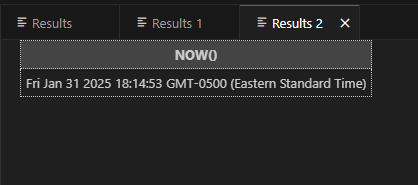 Results
Results 1
Results 2
NOW()
Fri Jan 31 2025 18:14:53 GMT-0500 (Eastern Standard Time)